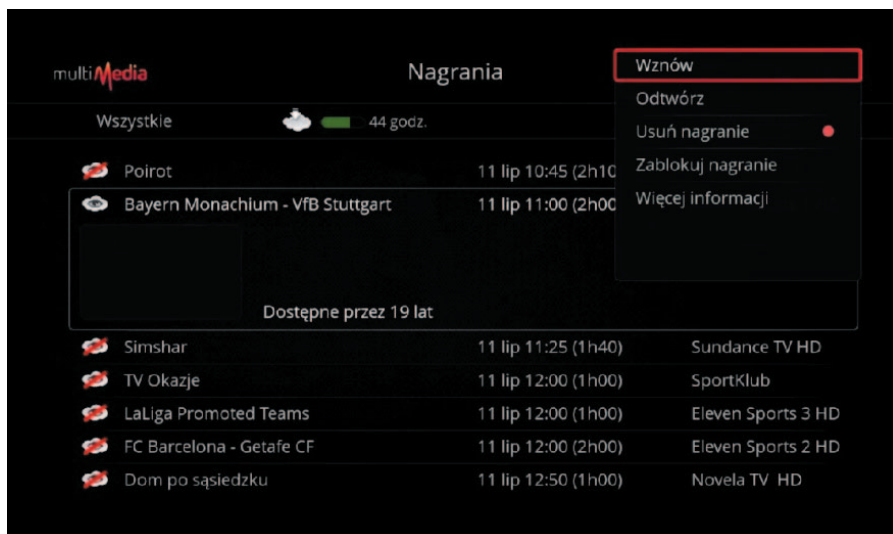 multiMedia
Nagrania
Wszystkie
44 godz.
Wznów
Odtwórz
Usuń nagranie
Zablokuj nagranie
Więcej informacji
Poirot 11 lip 10:45 (2h10
Bayern Monachium - VfB Stuttgart 11 lip 11:00 (2h00
Dostępne przez 19 lat
Simshar 11 lip 11:25 (1h40) Sundance TV HD
TV Okazje 11 lip 12:00 (1h00) SportKlub
LaLiga Promoted Teams 11 lip 12:00 (1h00) Eleven Sports 3 HD
FC Barcelona - Getafe CF 11 lip 12:00 (2h00) Eleven Sports 2 HD
Dom po sąsiedzku 11 lip 12:50 (1h00) Novela TV HD